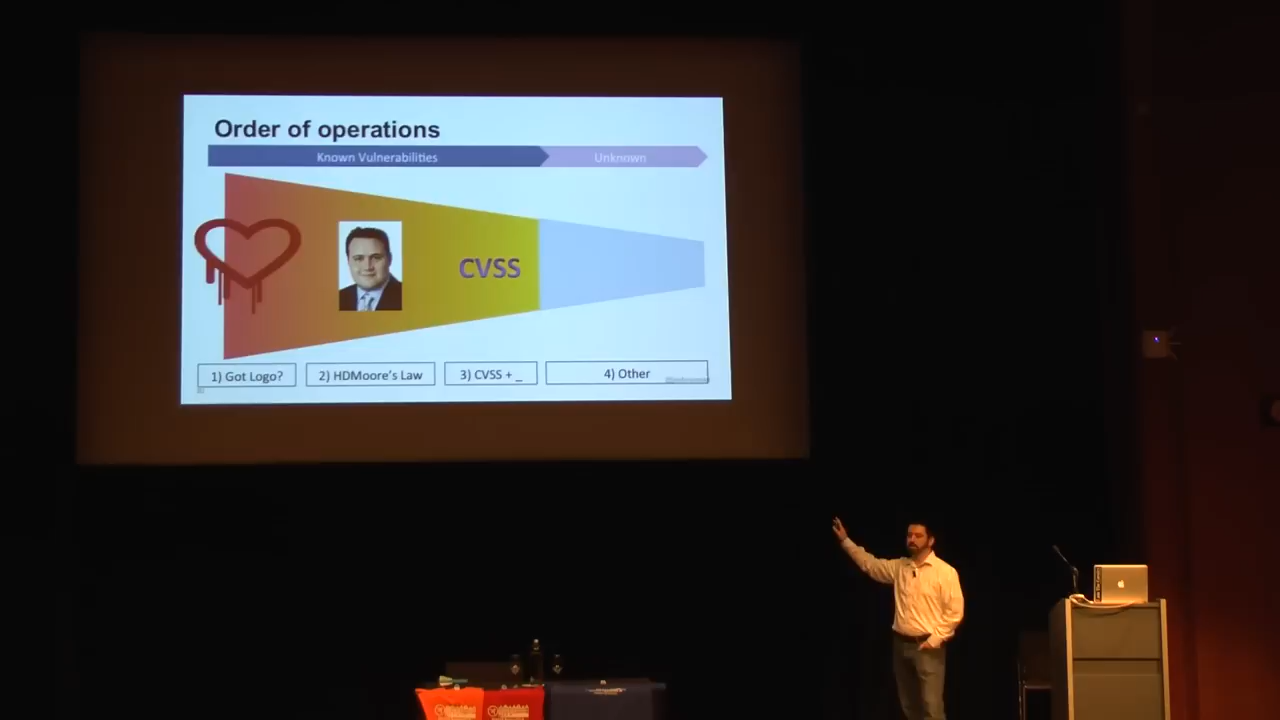 Order of operations
Known Vulnerabilities
Unknown
CVSS
1) Got Logo?
2) HDMoore's Law
3) CVSS + _
4) Other